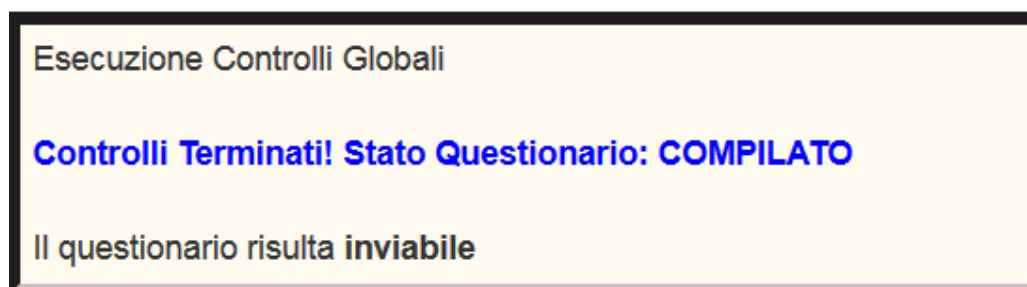 Esecuzione Controlli Globali
Controlli Terminati! Stato Questionario: COMPILATO
Il questionario risulta inviabile